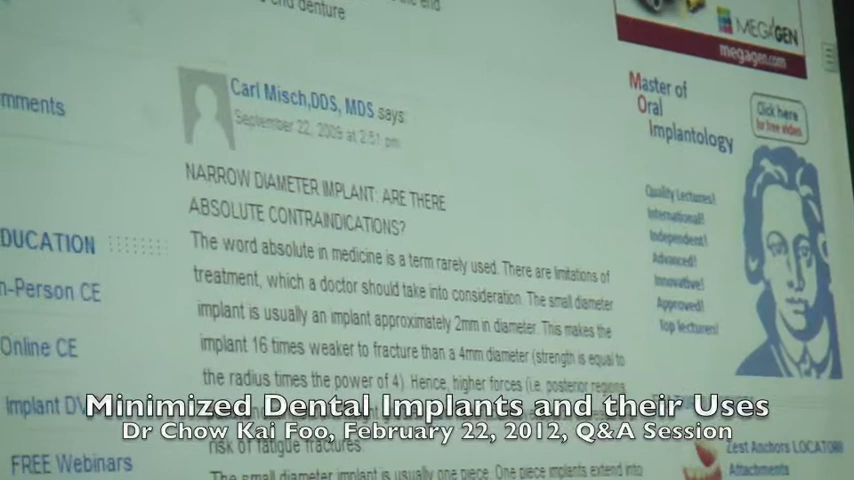 end denture
omments
Carl Misch,DDS, MDS says:
September 22, 2009 at 2:51 pm
NARROW DIAMETER IMPLANT: ARE THERE
ABSOLUTE CONTRAINDICATIONS?
The word absolute in medicine is a term rarely used. There are limitations of
treatment, which a doctor should take into consideration. The small diameter
implant is usually an implant approximately 2mm in diameter. This makes the
implant 16 times weaker to fracture than a 4mm diameter (strength is equal to
the radius times the power of 4). Hence, higher forces (i.e. posterior regions
risk of fatigue fractures.
The small diameter implant is usually one piece. One piece implants extend into
DUCATION
n-Person CE
Online CE
Implant DV
FREE Webinars
MEGA'GEN
megagen.com
Master of
Oral
Implantology
Click here
for free video
Quality Lectures!
International!
Independent!
Advanced!
Innovative!
Approved!
Top lectures!
Zest Anchors LOCATOR®
Attachments
Minimized Dental Implants and their Uses
Dr Chow Kai Foo, February 22, 2012, Q&A Session